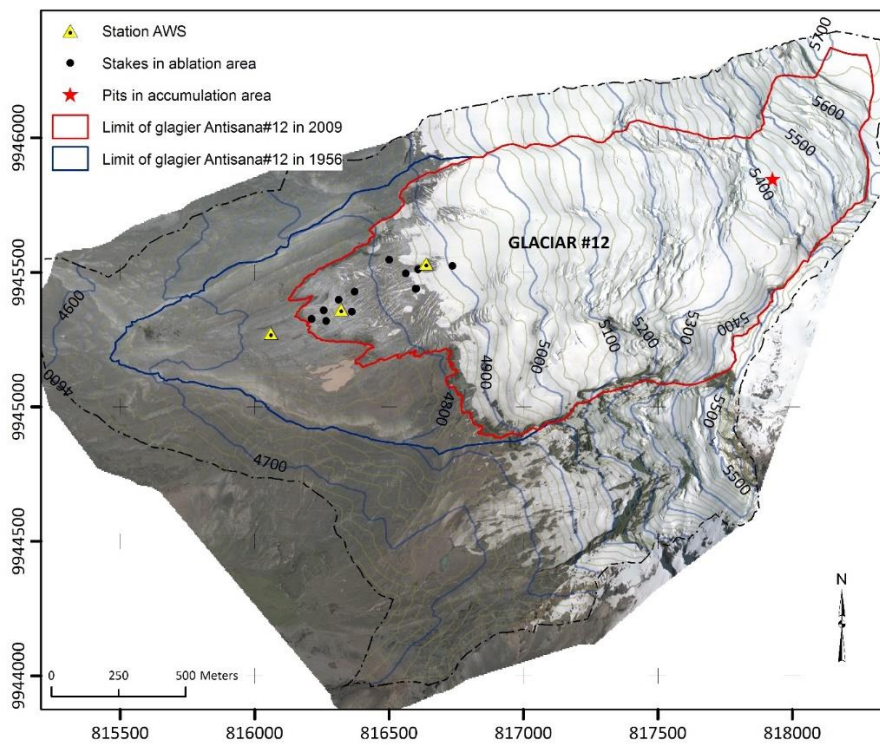 Station AWS
Stakes in ablation area
Pits in accumulation area
Limit of glagier Antisana#12 in 2009
Limit of glagier Antisana#12 in 1956
5700
5600
5500
5400
GLACIAR #12
4600
4600
5400
5300
5200
5100
5000
4900
4800
4700
5500
5500
9946000
9945500
9945000
9944500
9944000
N
0 250 500 Meters
815500 816000 816500 817000 817500 818000